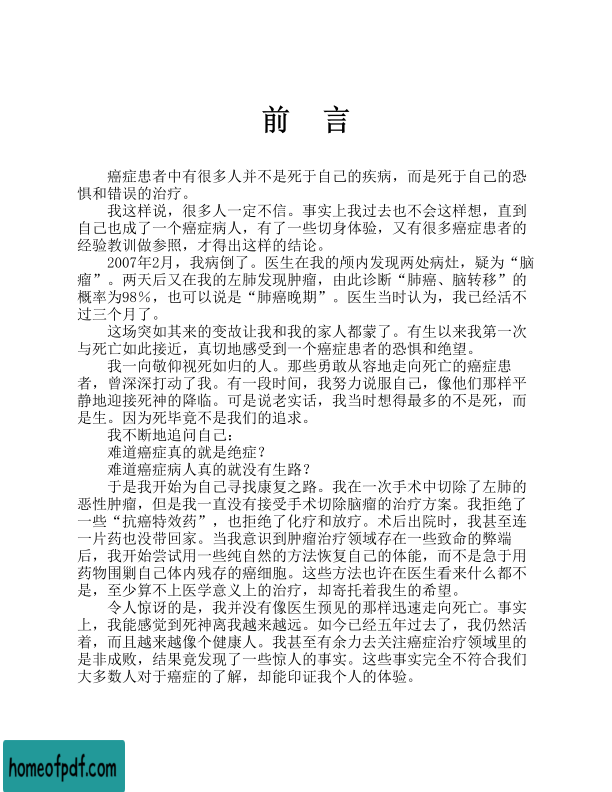 前 言
癌症患者中有很多人并不是死于自己的疾病，而是死于自己的恐
惧和错误的治疗。
我这样说，很多人一定不信。事实上我过去也不会这样想，直到
自己也成了一个癌症病人，有了一些切身体验，又有很多癌症患者的
经验教训做参照，才得出这样的结论。
2007年2月，我病倒了。医生在我的颅内发现两处病灶，疑为“脑
瘤”。两天后又在我的左肺发现肿瘤，由此诊断“肺癌、脑转移”的
概率为98％，也可以说是“肺癌晚期”。医生当时认为，我已经活不
过三个月了。
这场突如其来的变故让我和我的家人都蒙了。有生以来我第一次
与死亡如此接近，真切地感受到一个癌症患者的恐惧和绝望。
我一向敬仰视死如归的人。那些勇敢从容地走向死亡的癌症患
者，曾深深打动了我。有一段时间，我努力说服自己，像他们那样平
静地迎接死神的降临。可是说老实话，我当时想得最多的不是死，而
是生。因为死毕竟不是我们的追求。
我不断地追问自己：
难道癌症真的就是绝症？
难道癌症病人真的就没有生路？
于是我开始为自己寻找康复之路。我在一次手术中切除了左肺的
恶性肿瘤，但是我一直没有接受手术切除脑瘤的治疗方案。我拒绝了
一些“抗癌特效药”，也拒绝了化疗和放疗。术后出院时，我甚至连
一片药也没带回家。当我意识到肿瘤治疗领域存在一些致命的弊端
后，我开始尝试用一些纯自然的方法恢复自己的体能，而不是急于用
药物围剿自己体内残存的癌细胞。这些方法也许在医生看来什么都不
是，至少算不上医学意义上的治疗，却寄托着我生的希望。
令人惊讶的是，我并没有像医生预见的那样迅速走向死亡。事实
上，我能感觉到死神离我越来越远。如今已经五年过去了，我仍然活
着，而且越来越像个健康人。我甚至有余力去关注癌症治疗领域里的
是非成败，结果竟发现了一些惊人的事实。这些事实完全不符合我们
大多数人对于癌症的了解，却能印证我个人的体验。
homeofpdf.com